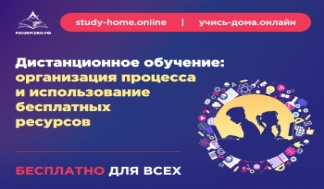 study-home.online | учись-дома.онлайн
Дистанционное обучение:
организация процесса
и использование
бесплатных
ресурсов
БЕСПЛАТНО ДЛЯ ВСЕХ